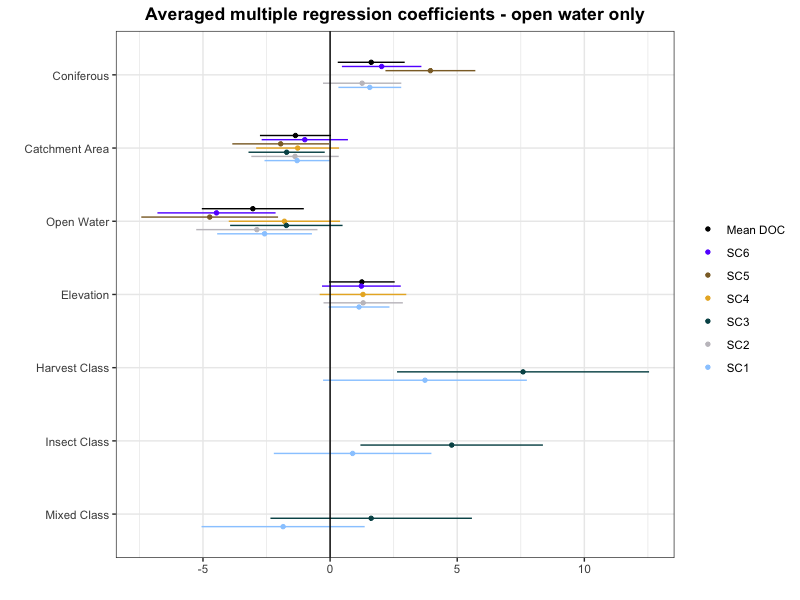 Averaged multiple regression coefficients - open water only
Coniferous
Catchment Area
Open Water
Elevation
Harvest Class
Insect Class
Mixed Class
-5
0
5
10
Mean DOC
SC6
SC5
SC4
SC3
SC2
SC1